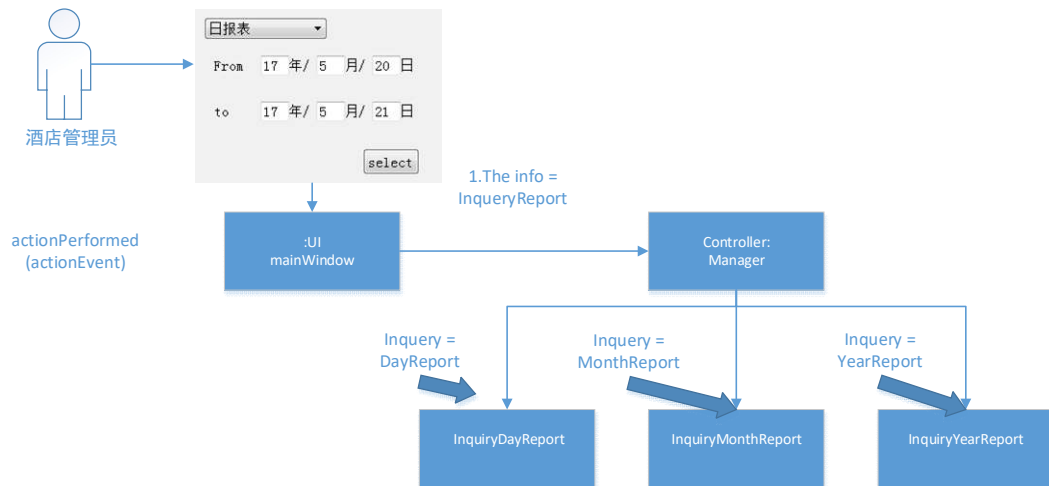 日报表
From 17 年/ 5 月/ 20 日
to 17 年/ 5 月/ 21 日
select
酒店管理员
1.The info =
InqueryReport
actionPerformed
(actionEvent)
:UI
mainWindow
Controller:
Manager
Inquery =
DayReport
Inquery =
MonthReport
Inquery =
YearReport
InquiryDayReport
InquiryMonthReport
InquiryYearReport